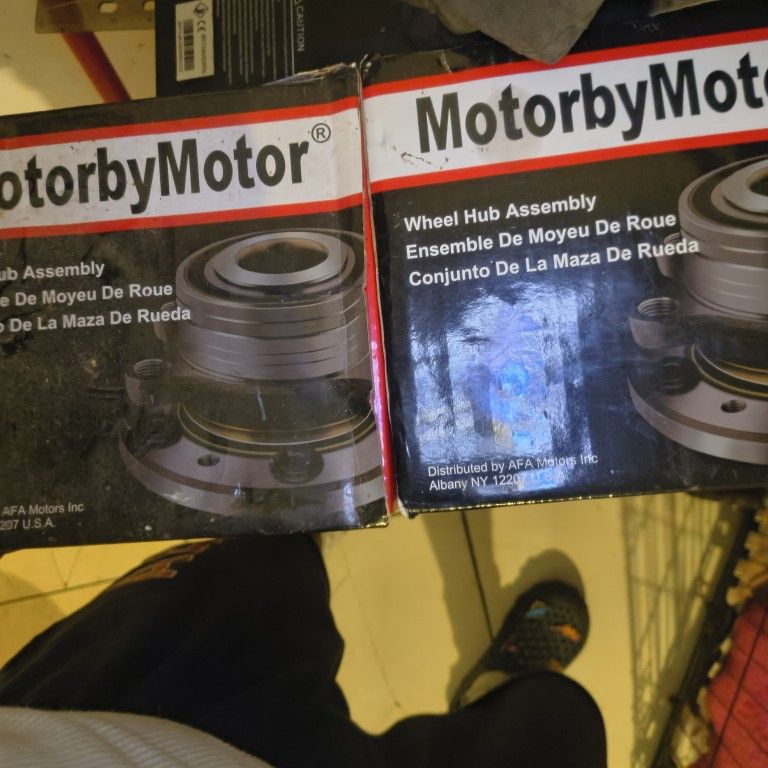 CAUTION
otorbyMotor®
ub Assembly
e De Moyeu De Roue
o De La Maza De Rueda
AFA Motors Inc
207 U.S.A.
MotorbyMoto
Wheel Hub Assembly
Ensemble De Moyeu De Roue
Conjunto De La Maza De Rueda
Distributed by AFA Motors Inc
Albany NY 12207 U.S.A.